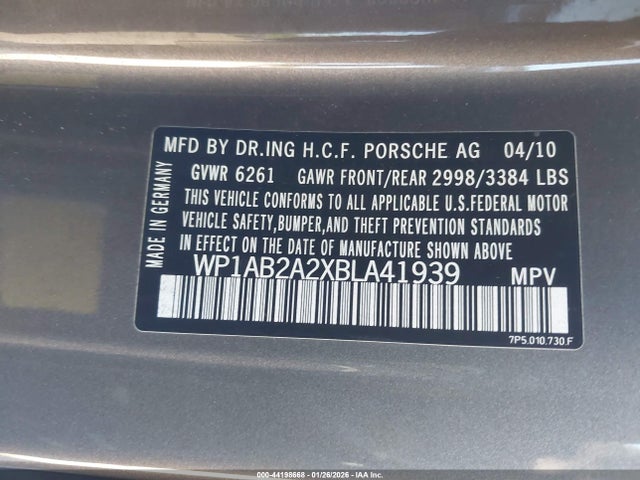 MFD BY DR.ING H.C.F. PORSCHE AG 04/10
GVWR 6261 GAWR FRONT/REAR 2998/3384 LBS
THIS VEHICLE CONFORMS TO ALL APPLICABLE U.S.FEDERAL MOTOR
VEHICLE SAFETY,BUMPER,AND THEFT PREVENTION STANDARDS
IN EFFECT ON THE DATE OF MANUFACTURE SHOWN ABOVE
WP1AB2A2XBLA41939 MPV
MADE IN GERMANY
7P5.010.730.F
000-44198668 - 01/26/2026 - © IAA, Inc.